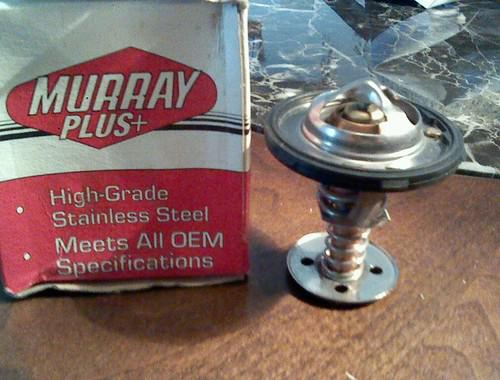 MURRAY
PLUS+
• High-Grade
Stainless Steel
• Meets All OEM
Specifications